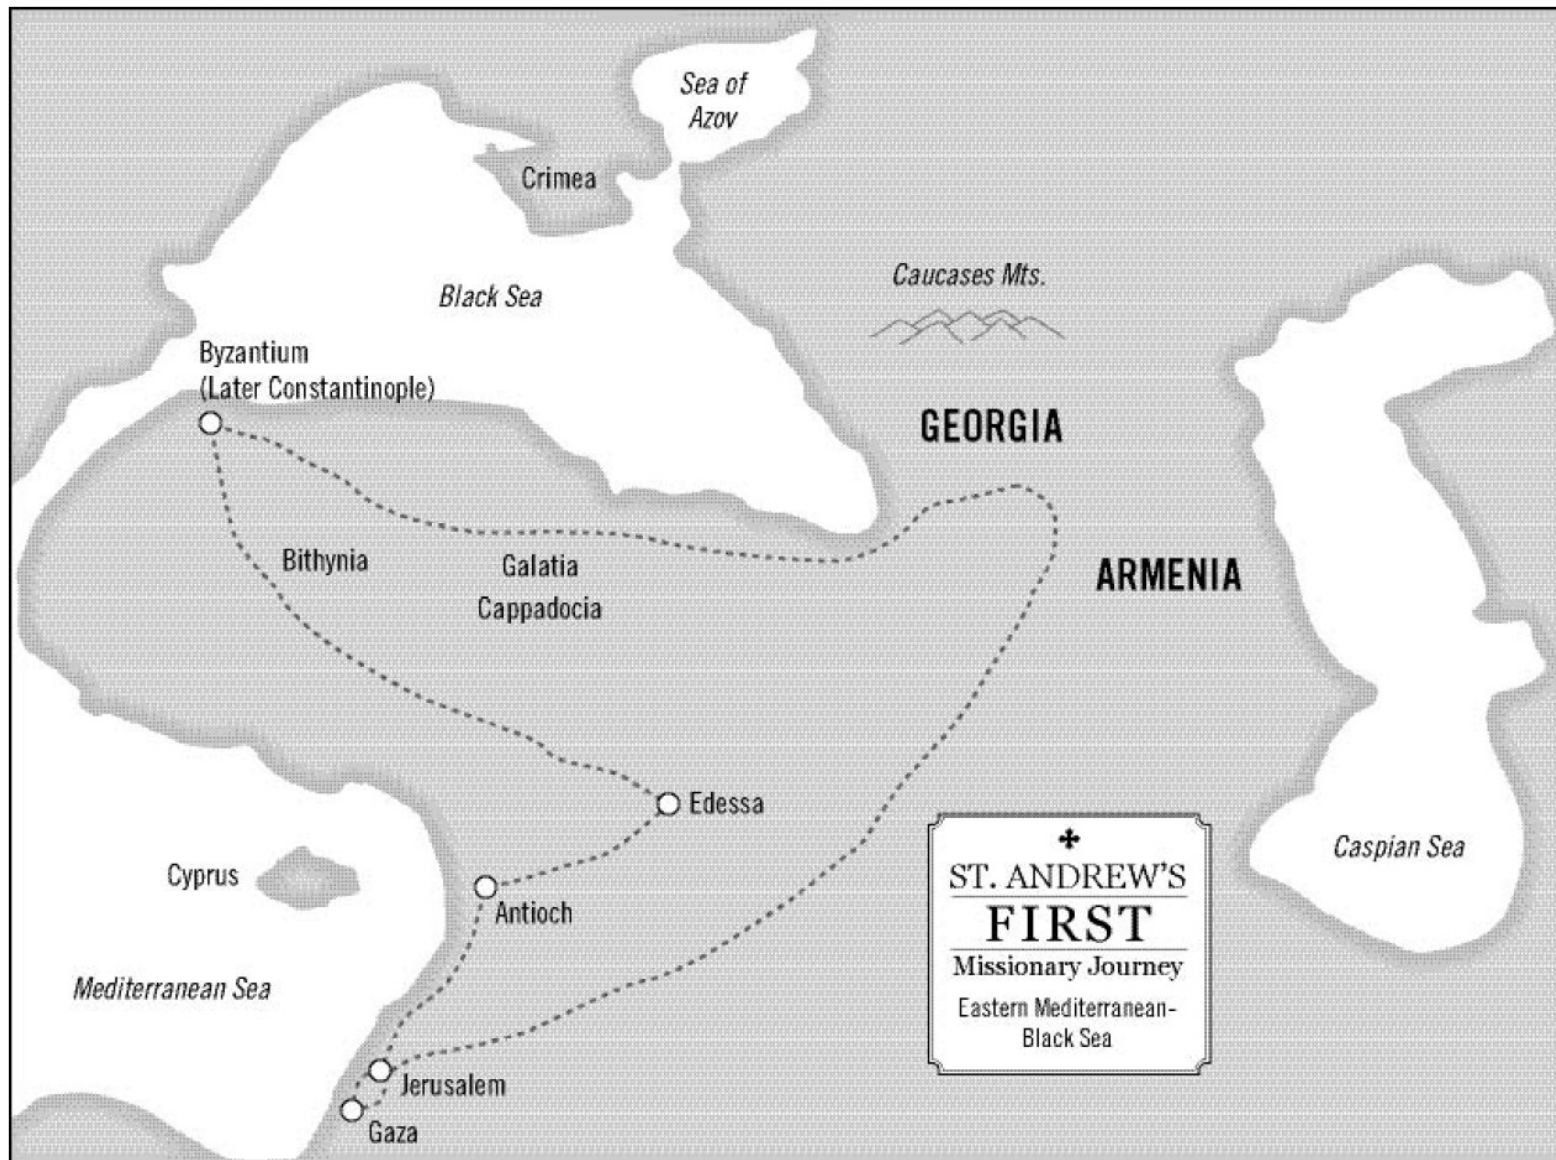 Sea of
Azov
Crimea
Caucases Mts.
Black Sea
Byzantium
(Later Constantinople)
GEORGIA
Bithynia
Galatia
Cappadocia
ARMENIA
Edessa
Caspian Sea
Cyprus
Antioch
Mediterranean Sea
ST. ANDREW'S
FIRST
Missionary Journey
Eastern Mediterranean-
Black Sea
Jerusalem
Gaza